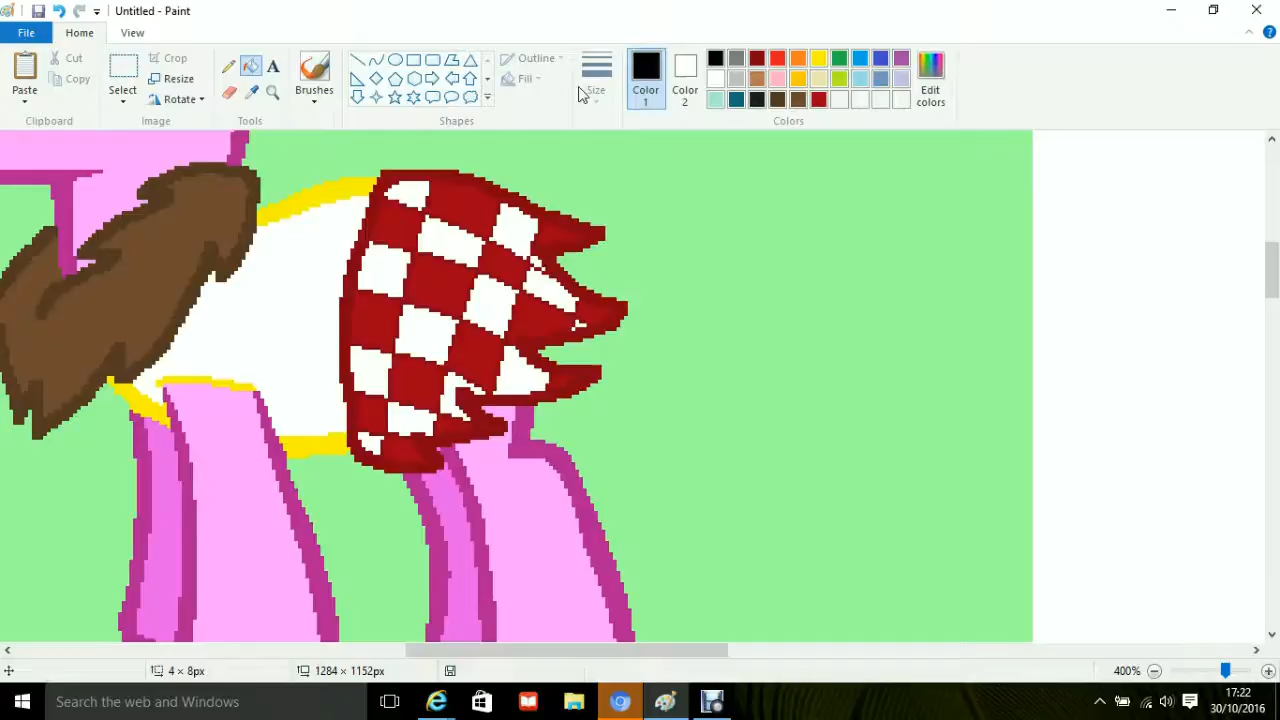 Untitled - Paint
File Home View
Paste
Cut
Copy
Clipboard
Select
Crop
Resize
Rotate
Image
A
Tools
Brushes
Outline
Fill
Shapes
Size
Color
1
Color
2
Edit
colors
Colors
4 × 8px
1284 × 1152px
400%
Search the web and Windows
17:22
30/10/2016